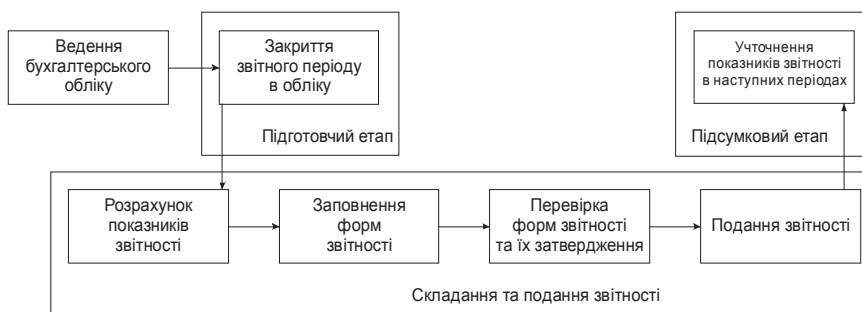 Ведення
бухгалтерського
обліку
Закриття
звітного періоду
в обліку
Підготовчий етап
Учточнення
показників звітності
в наступних періодах
Підсумковий етап
Розрахунок
показників
звітності
Заповнення
форм
звітності
Перевірка
форм звітності
та їх затвердження
Подання звітності
Складання та подання звітності